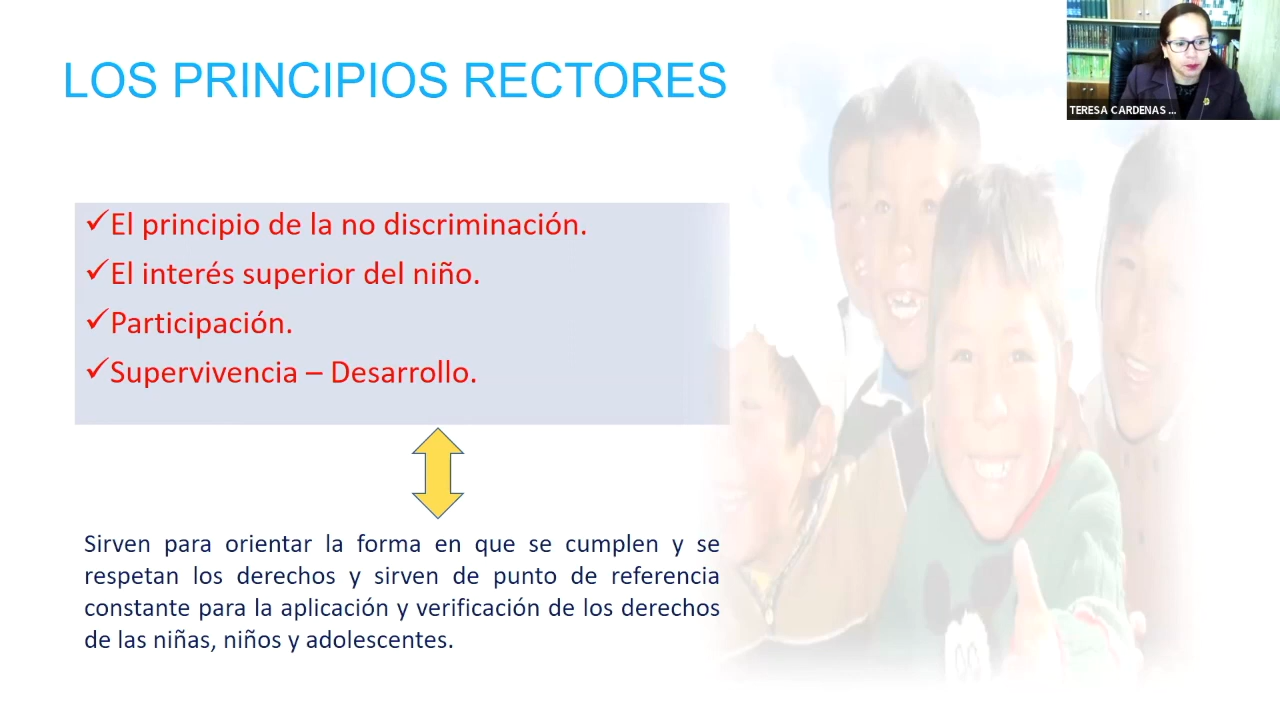 LOS PRINCIPIOS RECTORES
TERESA CARDENAS ...
✓El principio de la no discriminación.
✓El interés superior del niño.
✓Participación.
✓Supervivencia – Desarrollo.
Sirven para orientar la forma en que se cumplen y se
respetan los derechos y sirven de punto de referencia
constante para la aplicación y verificación de los derechos
de las niñas, niños y adolescentes.